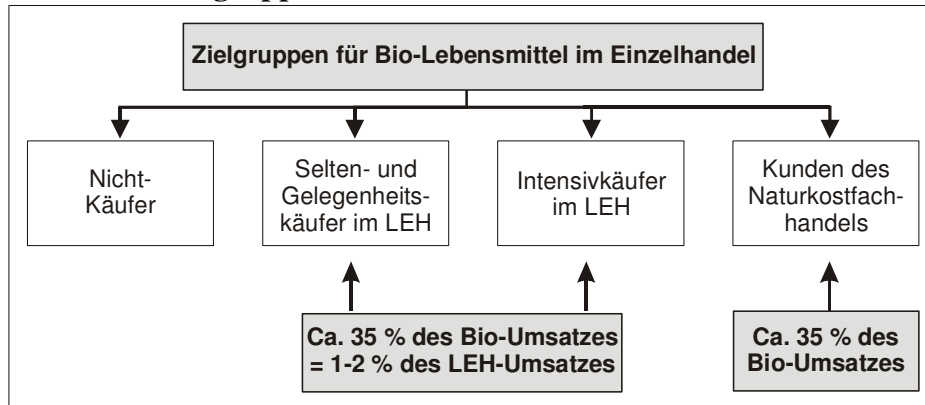 Zielgruppen für Bio-Lebensmittel im Einzelhandel
Nicht-
Käufer
Selten- und
Gelegenheits-
käufer im LEH
Intensivkäufer
im LEH
Kunden des
Naturkostfach-
handels
Ca. 35 % des Bio-Umsatzes
= 1-2 % des LEH-Umsatzes
Ca. 35 % des
Bio-Umsatzes